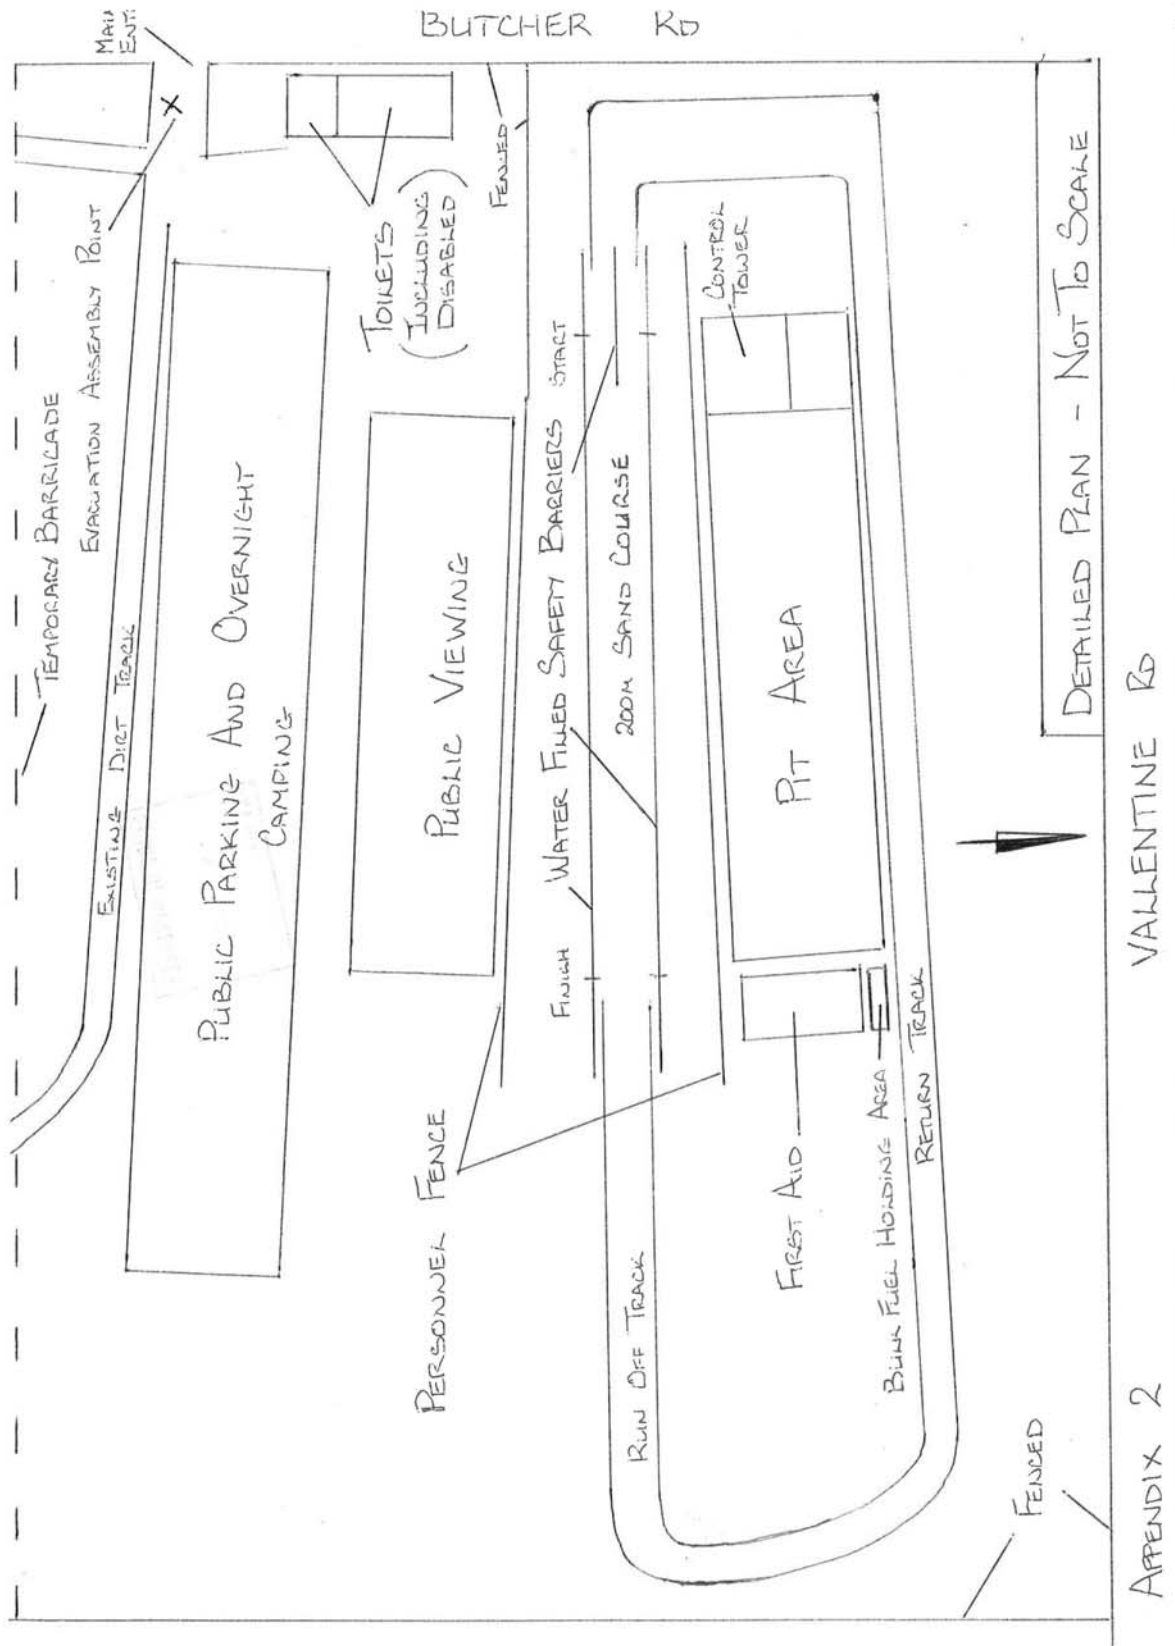 BUTCHER RD
MAIN
ENT.
TEMPORARY BARRICADE
EVACUATION ASSEMBLY POINT
EXISTING DIRT TRACK
PUBLIC PARKING AND OVERNIGHT
CAMPING
TOILETS
(INCLUDING
DISABLED)
FENCED
PUBLIC VIEWING
PERSONNEL FENCE
WATER FILLED SAFETY BARRIERS
START
FINISH
200M SAND COURSE
RUN OFF TRACK
CONTROL
TOWER
PIT AREA
FIRST AID
BULK FUEL HOLDING AREA
RETURN TRACK
FENCED
DETAILED PLAN - NOT TO SCALE
VALLENTINE RD
APPENDIX 2